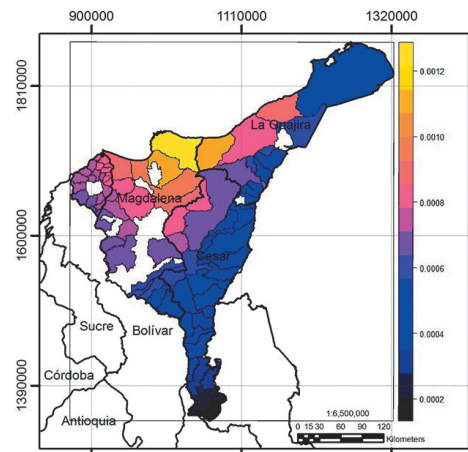 900000 1110000 1320000
1810000
1600000
1390000
La Guajira
Magdalena
Cesar
Sucre
Bolívar
Córdoba
Antioquia
0.0012
0.0010
0.0008
0.0006
0.0004
0.0002
1:6,500,000
0 15 30 60 90 120
Kilometers